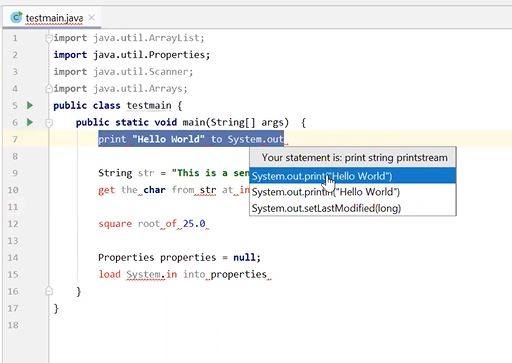 testmain.java
1 import java.util.ArrayList;
2 import java.util.Properties;
3 import java.util.Scanner;
4 import java.util.Arrays;
5 public class testmain {
6 public static void main(String[] args) {
7 print "Hello World" to System.out
8
Your statement is: print string printstream
9 String str = "This is a sen
System.out.print("Hello World")
10 get the char from str at in
System.out.println("Hello World")
11
System.out.setLastModified(long)
12 square root of 25.0
13
14 Properties properties = null;
15 load System.in into properties
16 }
17 }
18